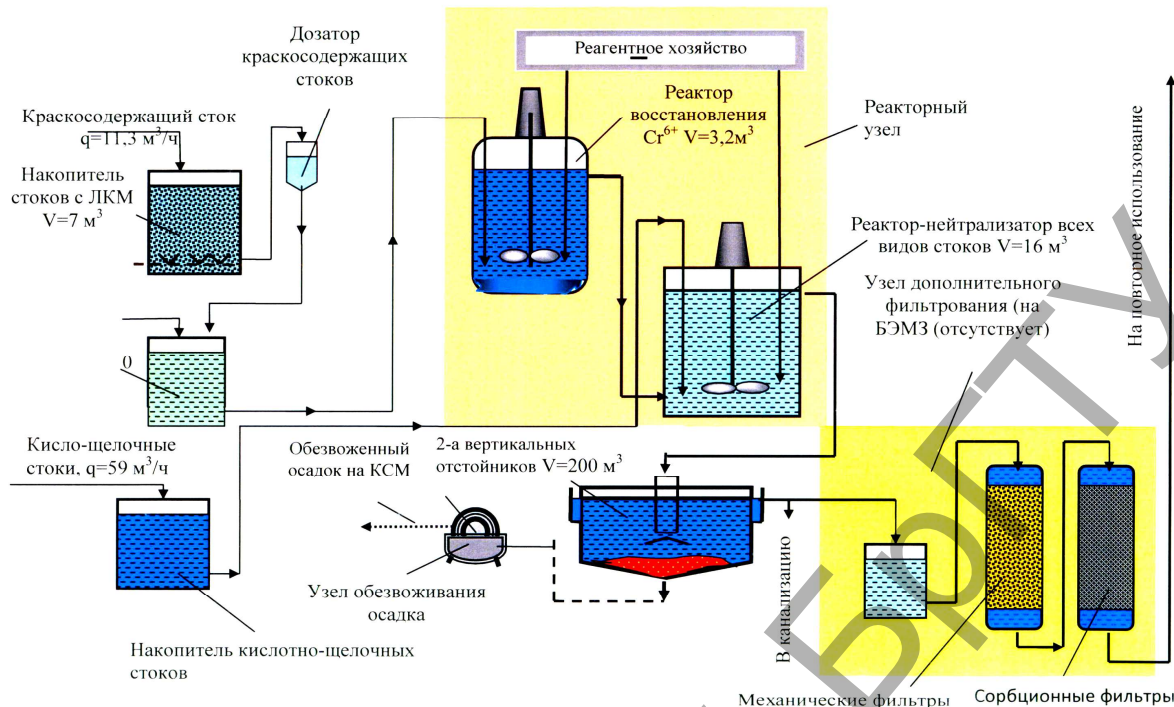 Дозатор
краскосодержащих
стоков
Реагентное хозяйство
Краскосодержащий сток
q=11,3 м³/ч
Накопитель
стоков с ЛКМ
V=7 м³
Реактор
восстановления
Cr⁶⁺ V=3,2м³
Реакторный
узел
Реактор-нейтрализатор всех
видов стоков V=16 м³
Узел дополнительного
фильтрования (на
БЭМЗ (отсутствует)
На повторное использование
0
Кисло-щелочные
стоки, q=59 м³/ч
Обезвоженный
осадок на КСМ
2-а вертикальных
отстойников V=200 м³
Узел обезвоживания
осадка
В канализацию
Накопитель кислотно-щелочных
стоков
Механические фильтры
Сорбционные фильтры
БрГТУ